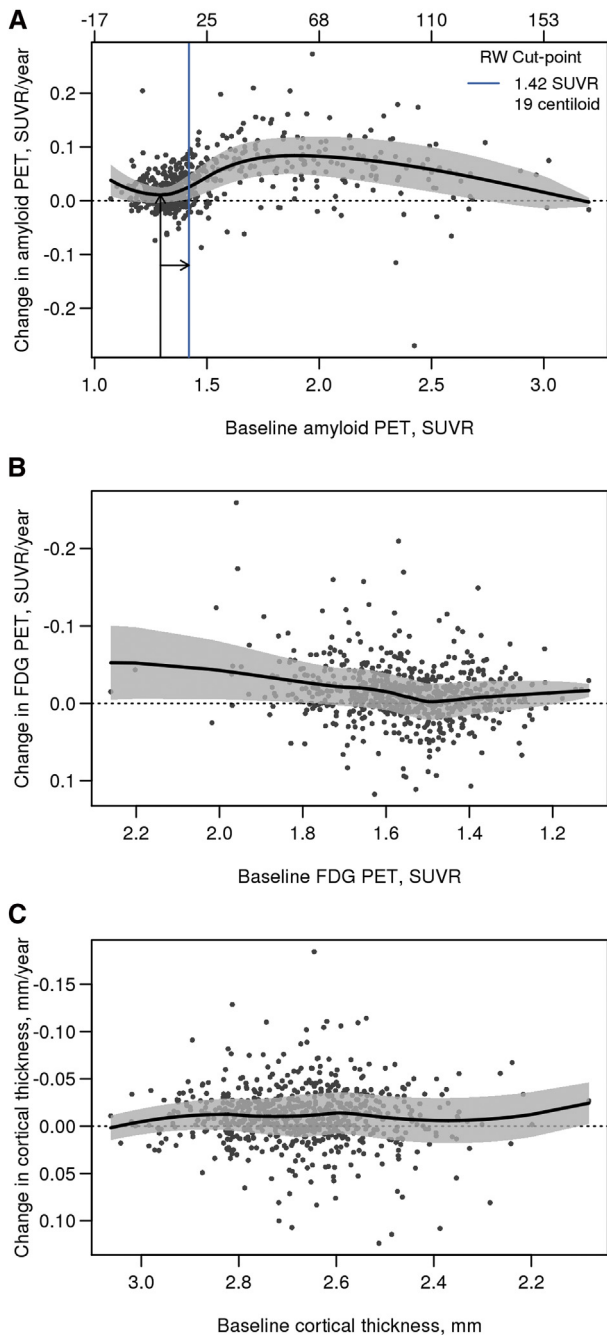 A
-17 25 68 110 153
RW Cut-point
1.42 SUVR
19 centiloid
Change in amyloid PET, SUVR/year
0.2
0.1
0.0
-0.1
-0.2
1.0 1.5 2.0 2.5 3.0
Baseline amyloid PET, SUVR
B
Change in FDG PET, SUVR/year
-0.2
-0.1
0.0
0.1
2.2 2.0 1.8 1.6 1.4 1.2
Baseline FDG PET, SUVR
C
Change in cortical thickness, mm/year
-0.15
-0.10
-0.05
0.00
0.05
0.10
3.0 2.8 2.6 2.4 2.2
Baseline cortical thickness, mm